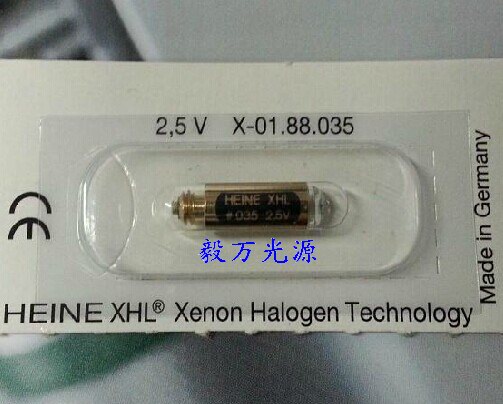 2,5 V X-01.88.035
HEINE XHL
#035 2.5V
毅万光源
CE
HEINE XHL® Xenon Halogen Technology
Made in Germany